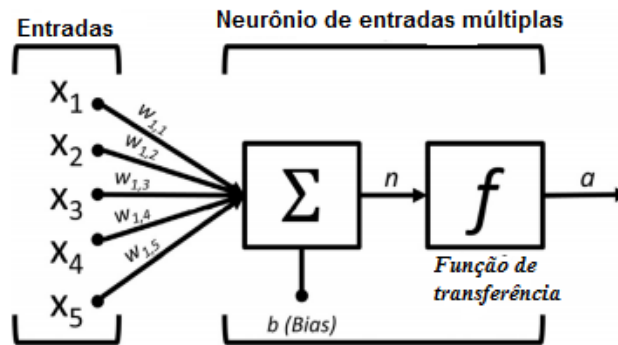 Entradas
Neurônio de entradas múltiplas
X1
X2
X3
X4
X5
w1,1
w1,2
w1,3
w1,4
w1,5
Σ
n
f
a
b (Bias)
Função de
transferência